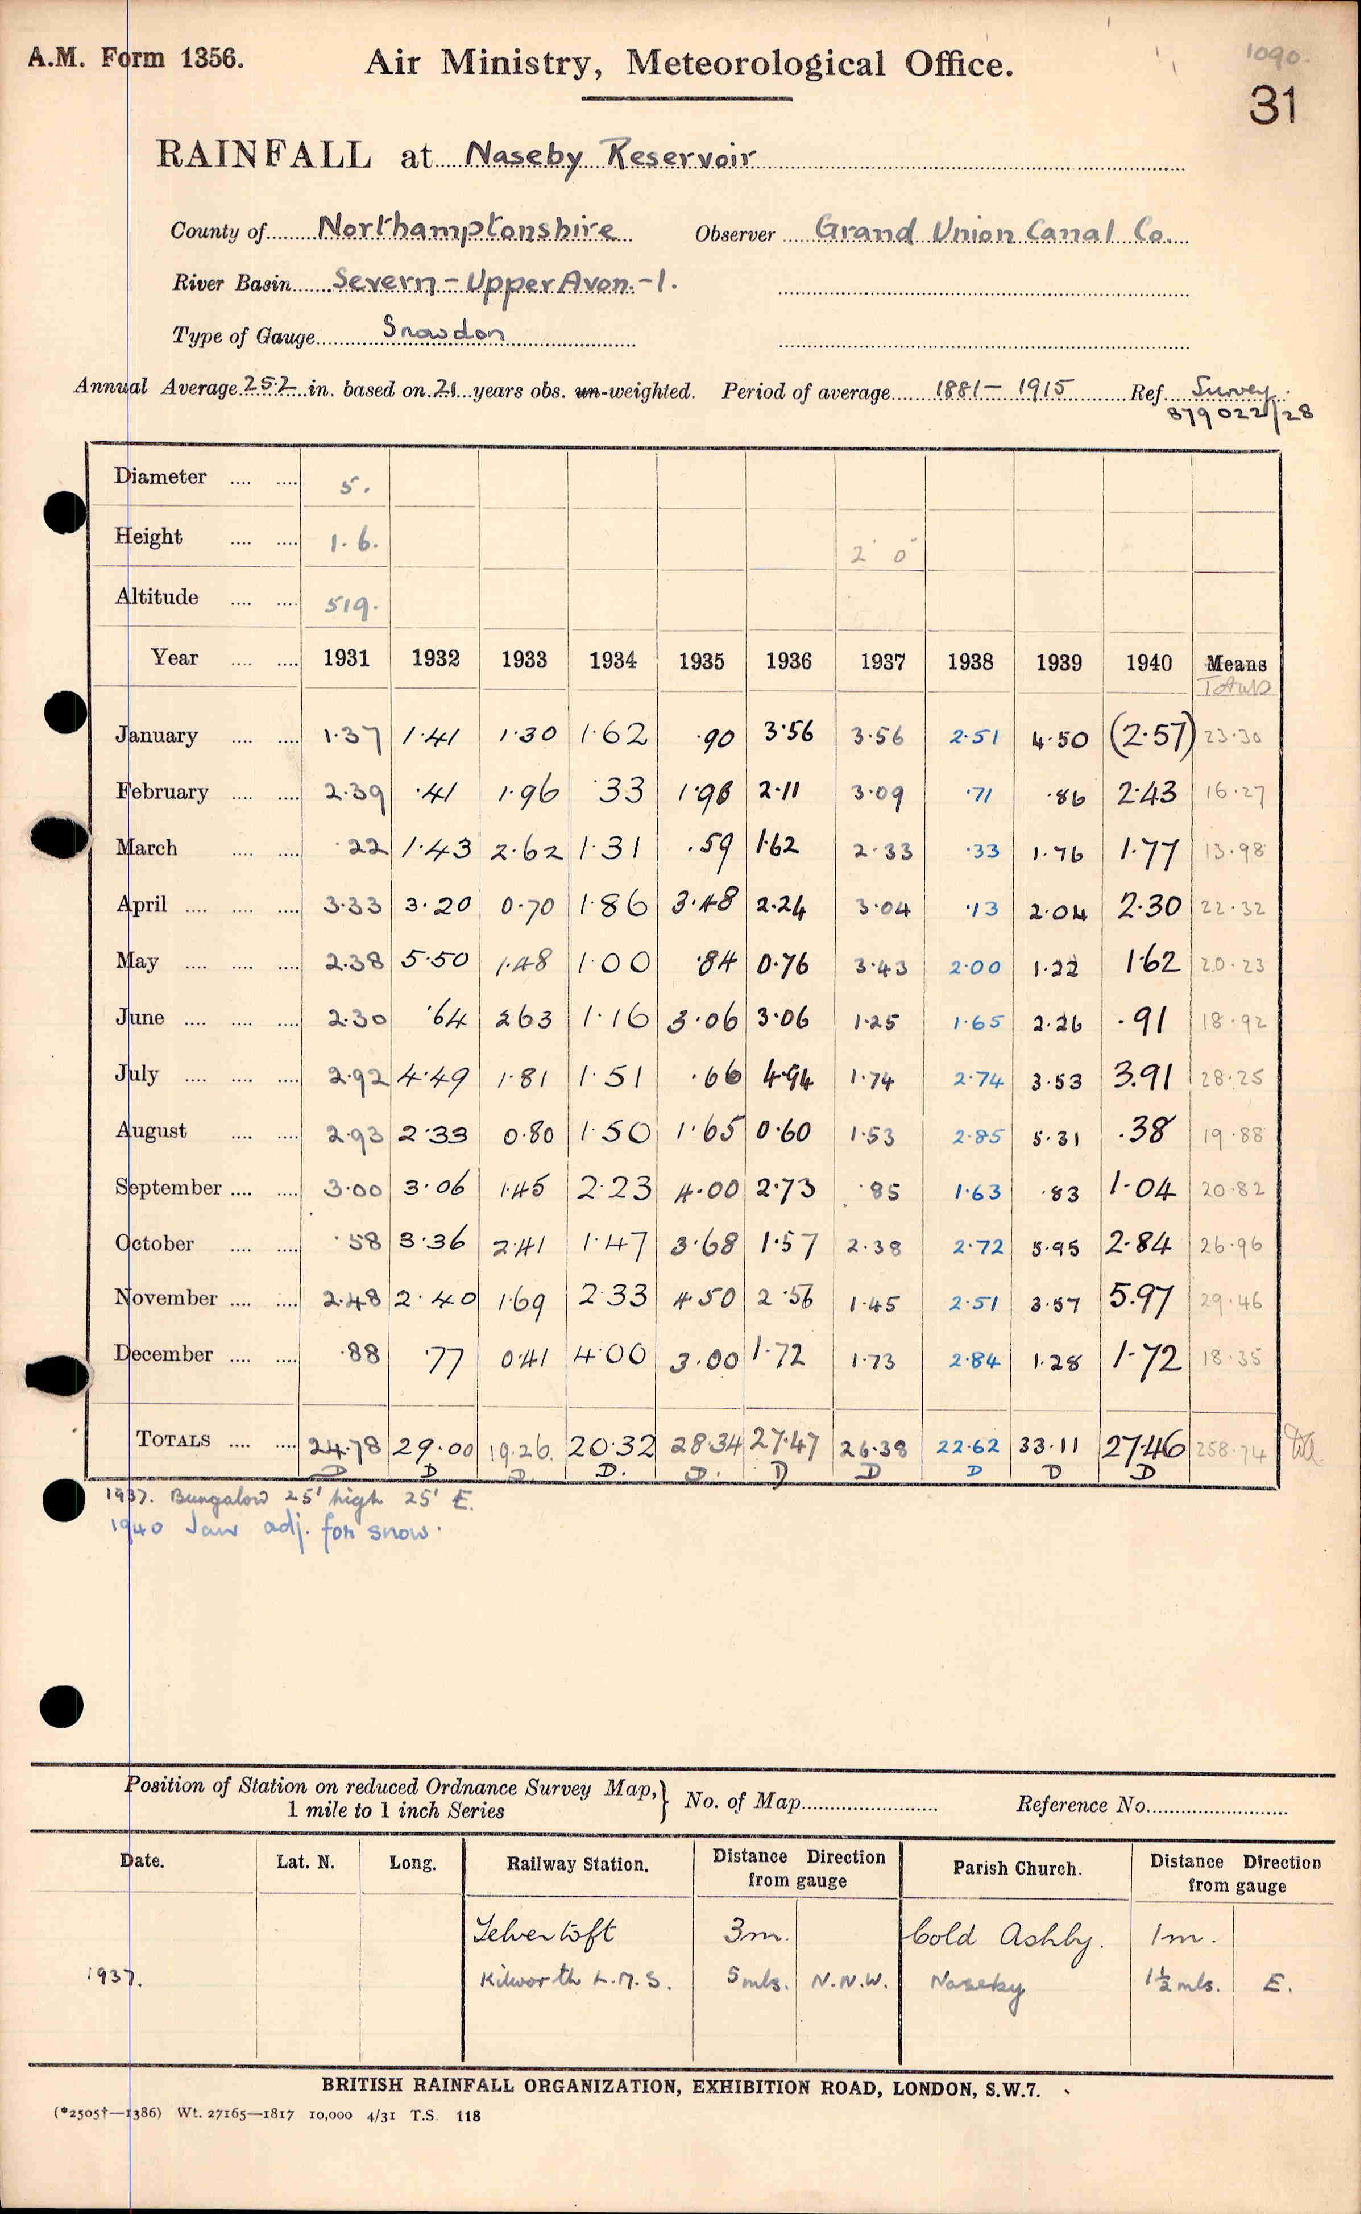 A.M. Form 1356.
Air Ministry, Meteorological Office.
1090.
31
RAINFALL at Naseby Reservoir
County of Northamptonshire Observer Grand Union Canal Co.
River Basin Severn - Upper Avon. - 1.
Type of Gauge Snowdon
Annual Average 25.2 in. based on 21 years obs. un-weighted. Period of average 1881 - 1915 Ref. Survey.
879022/28
Diameter 5.
Height 1.6. 2' 0"
Altitude 519.
Year 1931 1932 1933 1934 1935 1936 1937 1938 1939 1940 Means
Totals
January 1.37 1.41 1.30 1.62 .90 3.56 3.56 2.51 4.50 (2.57) 23.30
February 2.39 .41 1.96 .33 1.98 2.11 3.09 .71 .86 2.43 16.27
March .22 1.43 2.62 1.31 .59 1.62 2.33 .33 1.76 1.77 13.98
April 3.33 3.20 0.70 1.86 3.48 2.24 3.04 .13 2.04 2.30 22.32
May 2.38 5.50 1.48 1.00 .84 0.76 3.43 2.00 1.22 1.62 20.23
June 2.30 .64 2.63 1.16 3.06 3.06 1.25 1.65 2.26 .91 18.92
July 2.92 4.49 1.81 1.51 .66 4.94 1.74 2.74 3.53 3.91 28.25
August 2.93 2.33 0.80 1.50 1.65 0.60 1.53 2.85 5.31 .38 19.88
September 3.00 3.06 1.45 2.23 4.00 2.73 .85 1.63 .83 1.04 20.82
October .58 3.36 2.41 1.47 3.68 1.57 2.38 2.72 5.95 2.84 26.96
November 2.48 2.40 1.69 2.33 4.50 2.56 1.45 2.51 3.57 5.97 29.46
December .88 .77 0.41 4.00 3.00 1.72 1.73 2.84 1.28 1.72 18.35
TOTALS 24.78 29.00 19.26. 20.32 28.34 27.47 26.38 22.62 33.11 27.46 258.74
D D D D. D. D D D D D
1937. Bungalow 25' high 25' E.
1940 Jan adj. for snow.
Position of Station on reduced Ordnance Survey Map, } No. of Map Reference No.
1 mile to 1 inch Series
Date. Lat. N. Long. Railway Station. Distance Direction Parish Church. Distance Direction
from gauge from gauge
Yelvertoft 3m. Cold Ashby. 1m.
1937. Kilworth L.M.S. 5 mls. N.N.W. Naseby 1½ mls. E.
BRITISH RAINFALL ORGANIZATION, EXHIBITION ROAD, LONDON, S.W.7.
(*2505†—1386) Wt. 27165—1817 10,000 4/31 T.S. 118